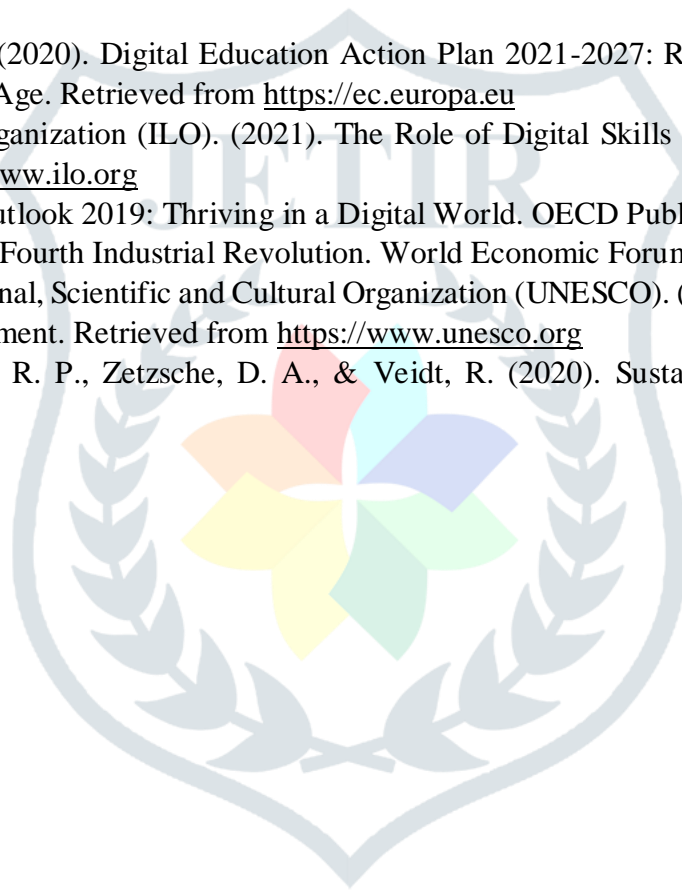 (2020). Digital Education Action Plan 2021-2027: R
Age. Retrieved from https://ec.europa.eu
ganization (ILO). (2021). The Role of Digital Skills
ww.ilo.org
utlook 2019: Thriving in a Digital World. OECD Publ
Fourth Industrial Revolution. World Economic Forum
nal, Scientific and Cultural Organization (UNESCO). (
ment. Retrieved from https://www.unesco.org
R. P., Zetzsche, D. A., & Veidt, R. (2020). Susta
JETIR